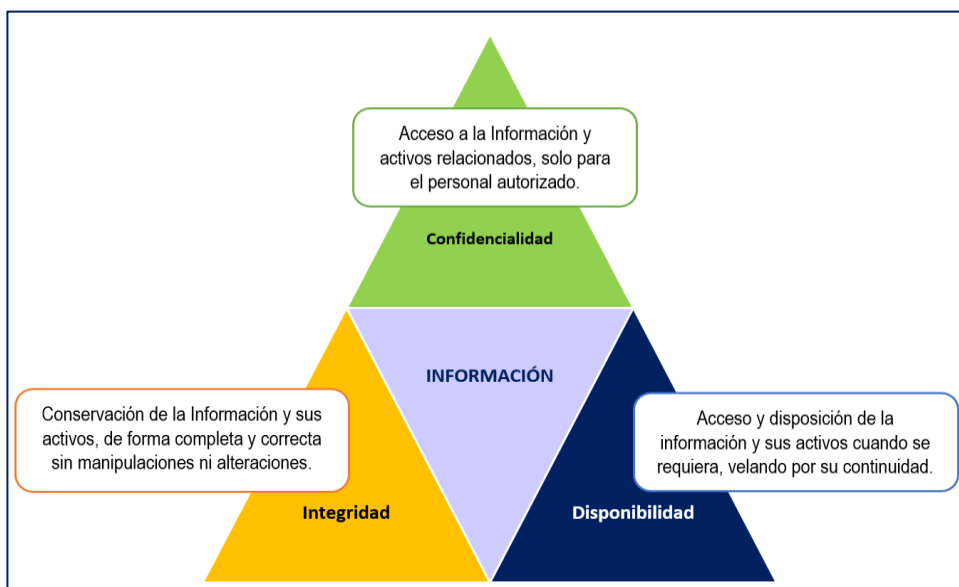 Acceso a la Información y
activos relacionados, solo para
el personal autorizado.
Confidencialidad
INFORMACIÓN
Conservación de la Información y sus
activos, de forma completa y correcta
sin manipulaciones ni alteraciones.
Integridad
Acceso y disposición de la
información y sus activos cuando se
requiera, velando por su continuidad.
Disponibilidad